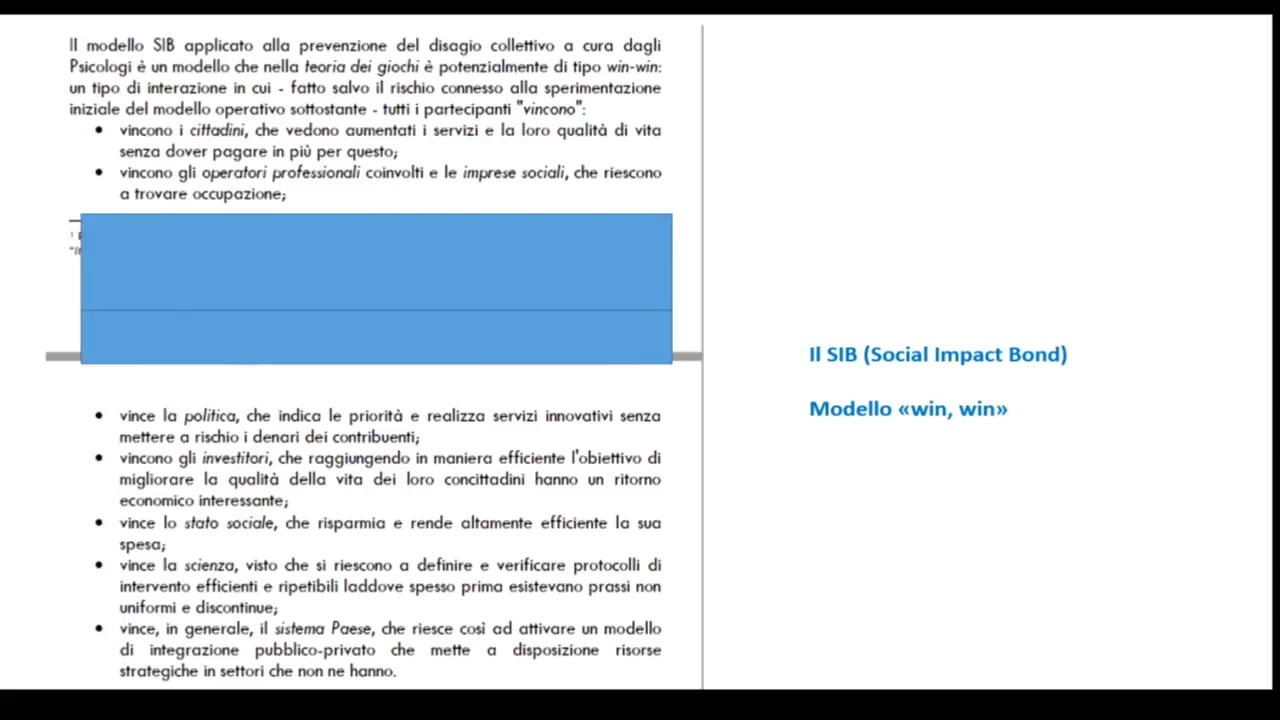 Il modello SIB applicato alla prevenzione del disagio collettivo a cura dagli
Psicologi è un modello che nella teoria dei giochi è potenzialmente di tipo win-win:
un tipo di interazione in cui - fatto salvo il rischio connesso alla sperimentazione
iniziale del modello operativo sottostante - tutti i partecipanti "vincono":
• vincono i cittadini, che vedono aumentati i servizi e la loro qualità di vita
senza dover pagare in più per questo;
• vincono gli operatori professionali coinvolti e le imprese sociali, che riescono
a trovare occupazione;
• vince la politica, che indica le priorità e realizza servizi innovativi senza
mettere a rischio i denari dei contribuenti;
• vincono gli investitori, che raggiungendo in maniera efficiente l'obiettivo di
migliorare la qualità della vita dei loro concittadini hanno un ritorno
economico interessante;
• vince lo stato sociale, che risparmia e rende altamente efficiente la sua
spesa;
• vince la scienza, visto che si riescono a definire e verificare protocolli di
intervento efficienti e ripetibili laddove spesso prima esistevano prassi non
uniformi e discontinue;
• vince, in generale, il sistema Paese, che riesce così ad attivare un modello
di integrazione pubblico-privato che mette a disposizione risorse
strategiche in settori che non ne hanno.
Il SIB (Social Impact Bond)
Modello «win, win»